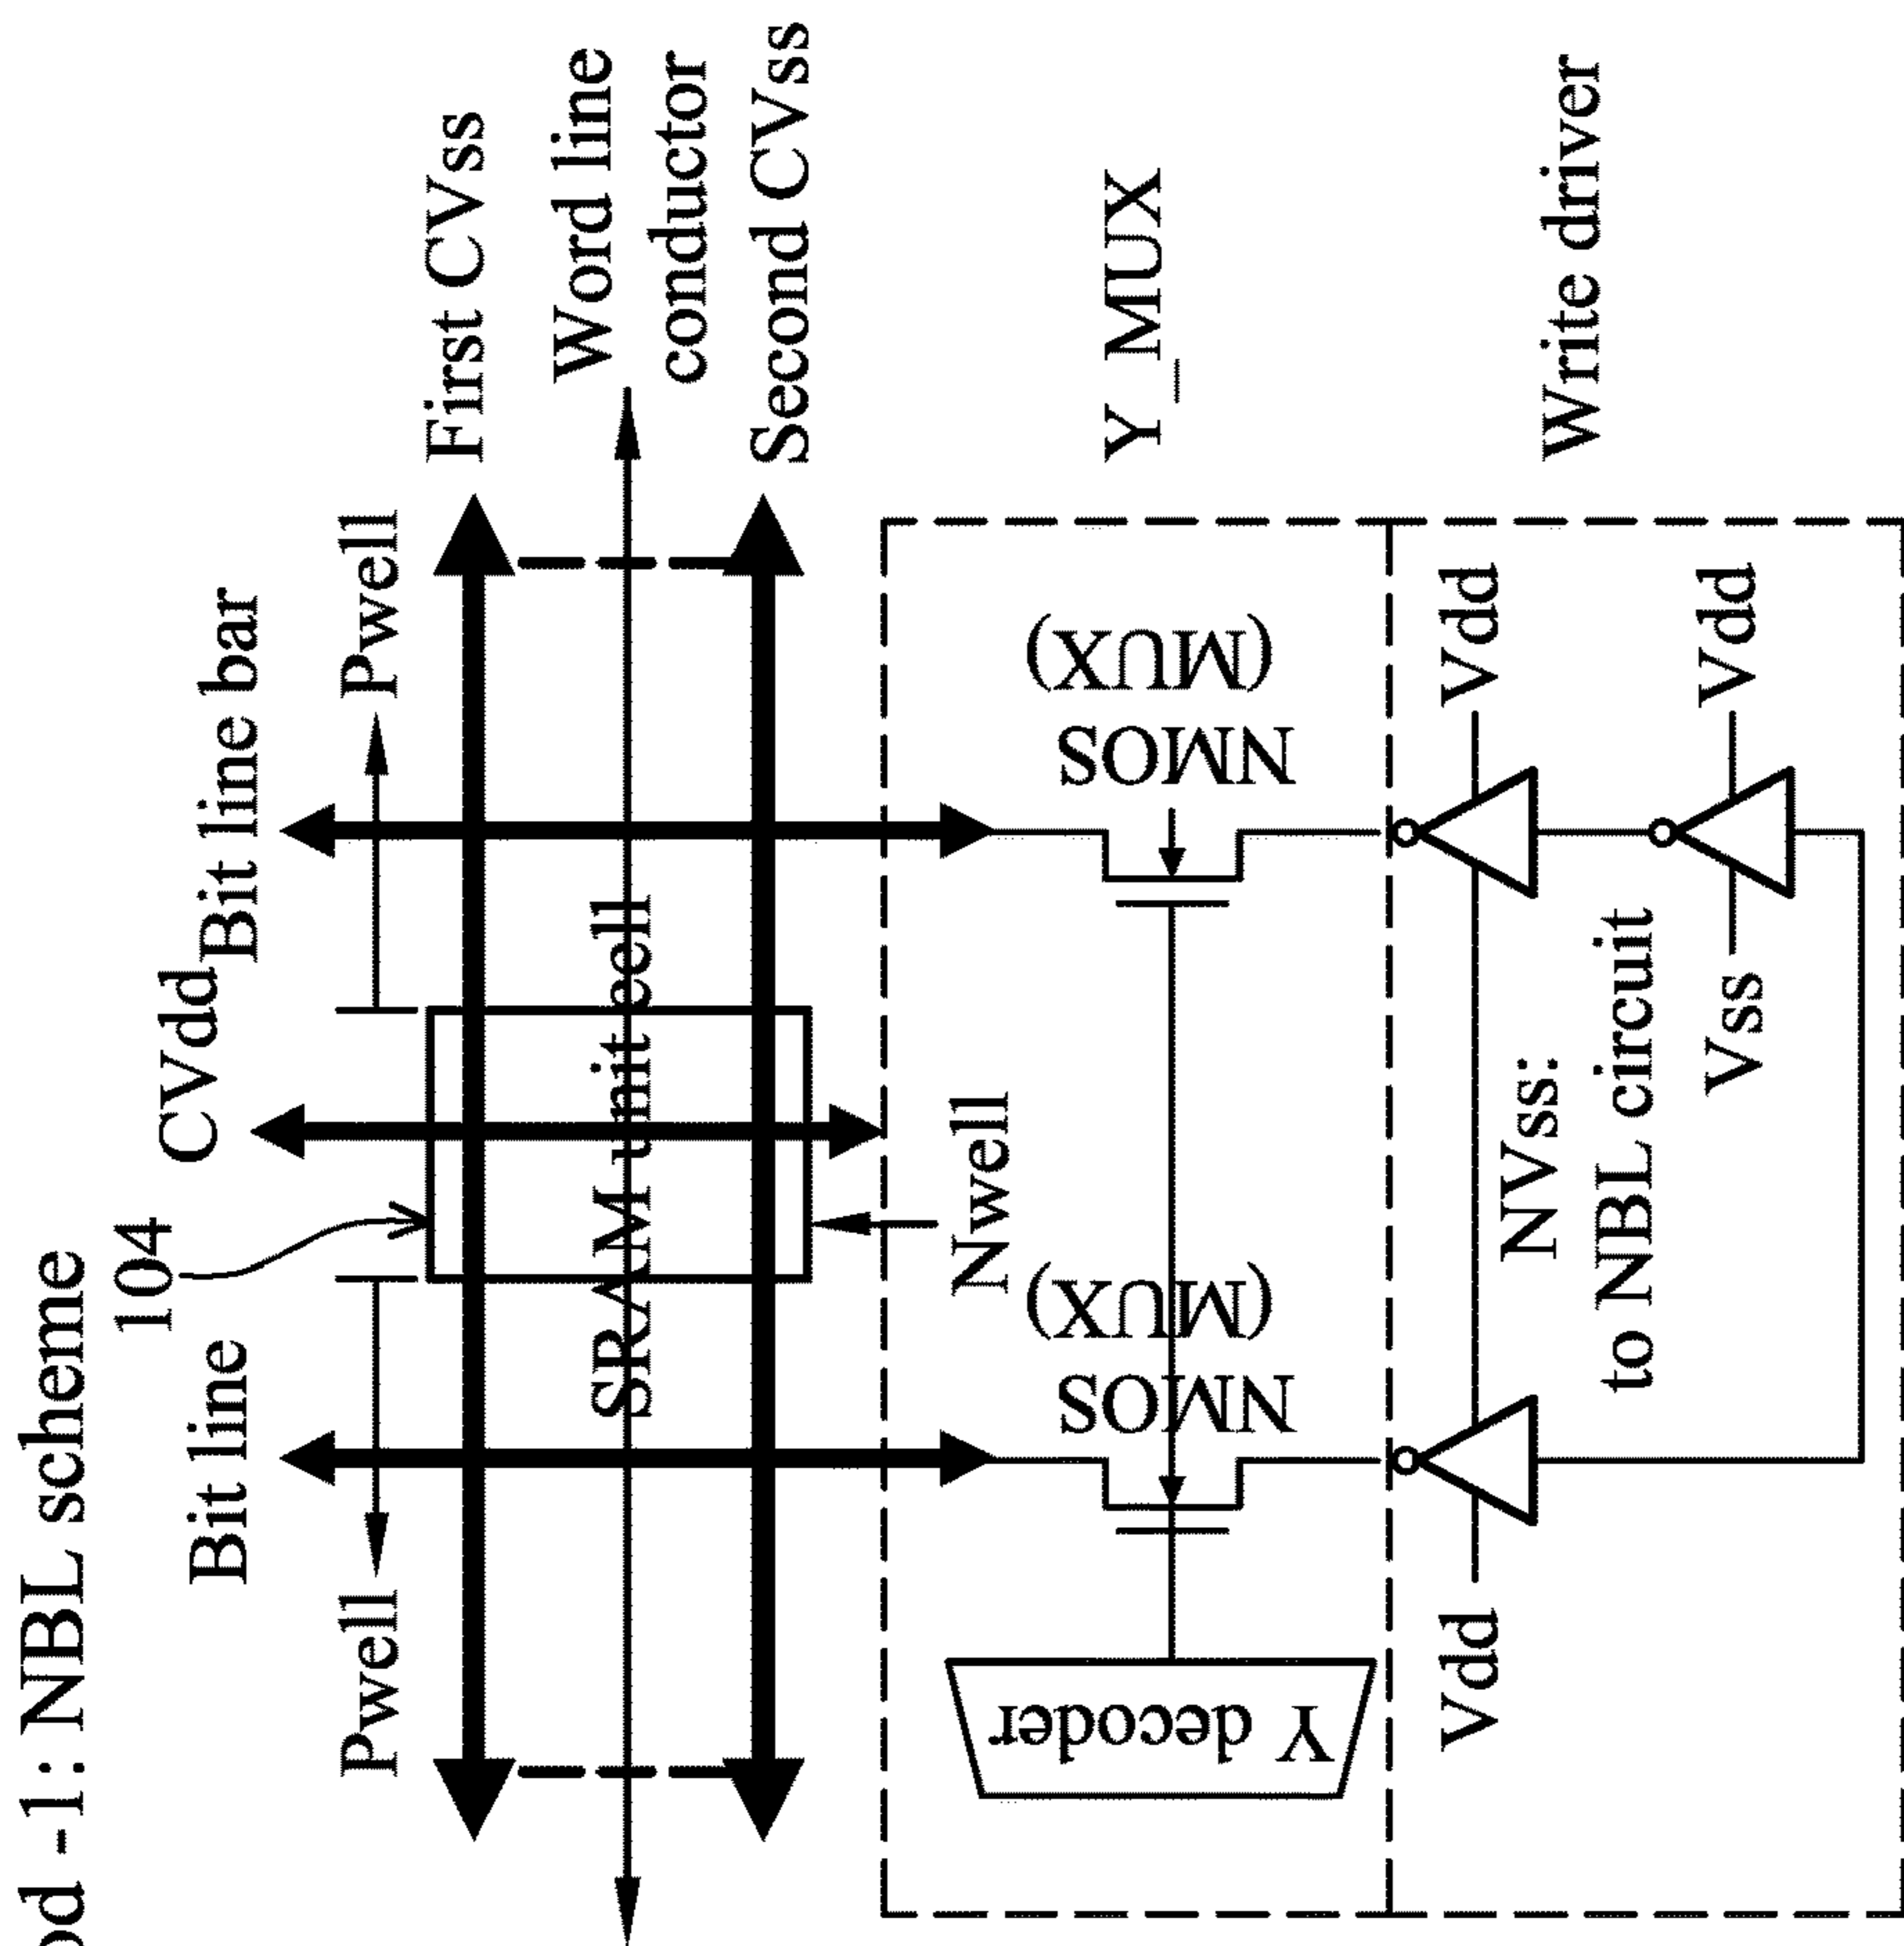 od -1: NBL scheme
104
CVdd
Bit line
Bit line bar
Pwell
Pwell
First CVss
Word line
conductor
Second CVss
SRAM unit cell
Nwell
Y_MUX
NMOS
(MUX)
NMOS
(MUX)
Y decoder
Write driver
Vdd
Vdd
NVss:
to NBL circuit
Vss
Vdd